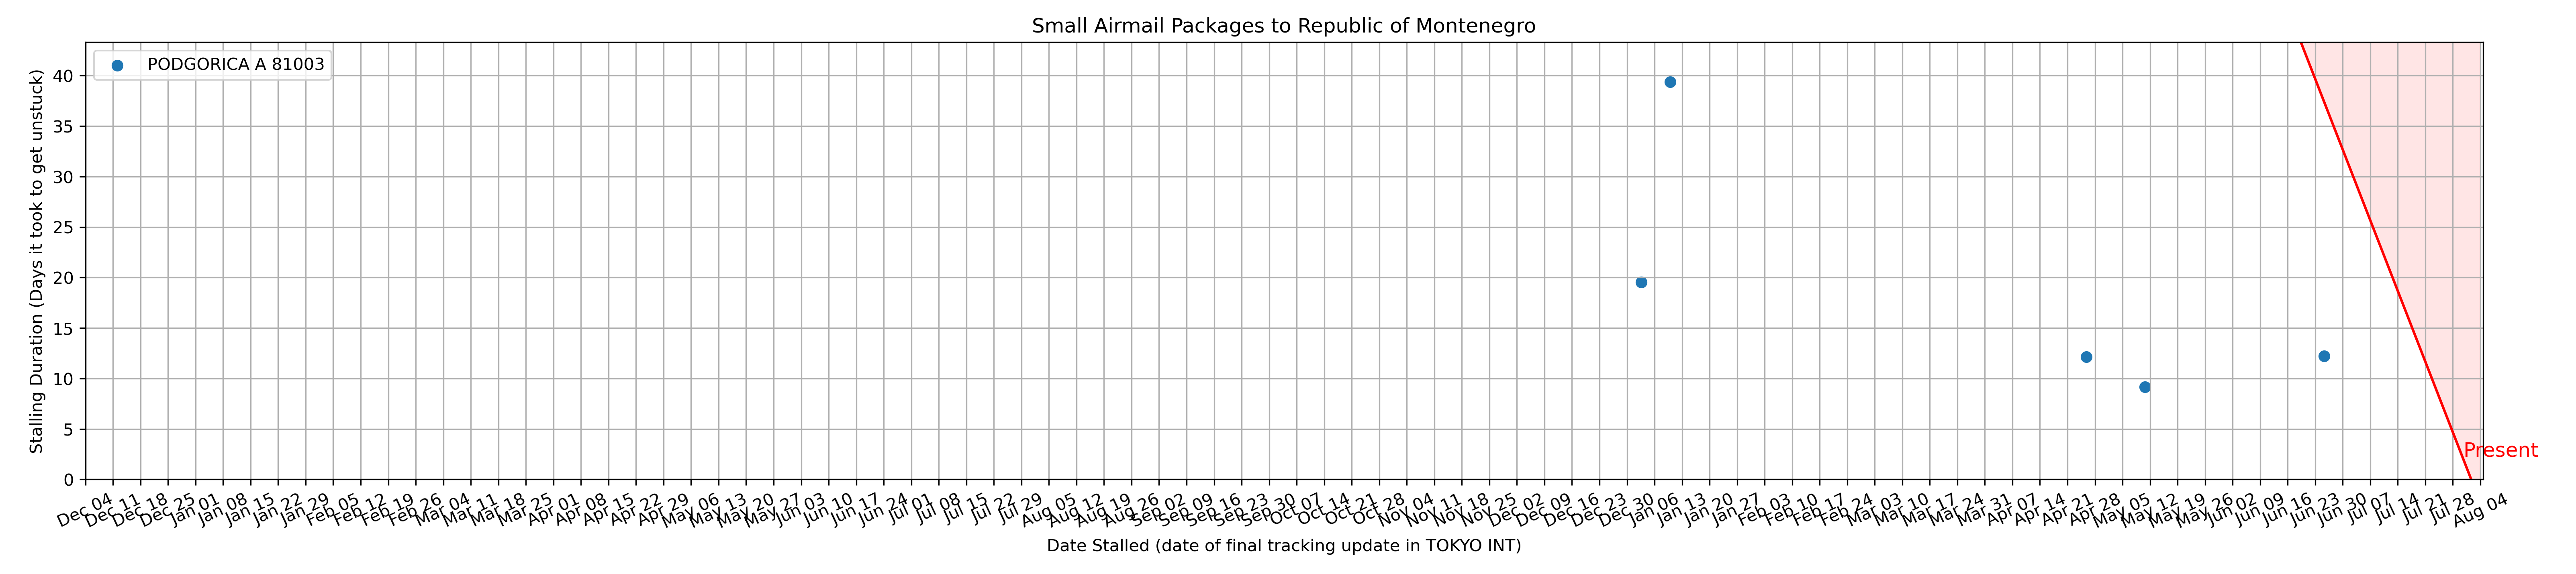 Small Airmail Packages to Republic of Montenegro
PODGORICA A 81003
Stalling Duration (Days it took to get unstuck)
40
35
30
25
20
15
10
5
0
Present
Dec 04 Dec 11 Dec 18 Dec 25 Jan 01 Jan 08 Jan 15 Jan 22 Jan 29 Feb 05 Feb 12 Feb 19 Feb 26 Mar 04 Mar 11 Mar 18 Mar 25 Apr 01 Apr 08 Apr 15 Apr 22 Apr 29 May 06 May 13 May 20 May 27 Jun 03 Jun 10 Jun 17 Jun 24 Jul 01 Jul 08 Jul 15 Jul 22 Jul 29 Aug 05 Aug 12 Aug 19 Aug 26 Sep 02 Sep 09 Sep 16 Sep 23 Sep 30 Oct 07 Oct 14 Oct 21 Oct 28 Nov 04 Nov 11 Nov 18 Nov 25 Dec 02 Dec 09 Dec 16 Dec 23 Dec 30 Jan 06 Jan 13 Jan 20 Jan 27 Feb 03 Feb 10 Feb 17 Feb 24 Mar 03 Mar 10 Mar 17 Mar 24 Mar 31 Apr 07 Apr 14 Apr 21 Apr 28 May 05 May 12 May 19 May 26 Jun 02 Jun 09 Jun 16 Jun 23 Jun 30 Jul 07 Jul 14 Jul 21 Jul 28 Aug 04
Date Stalled (date of final tracking update in TOKYO INT)